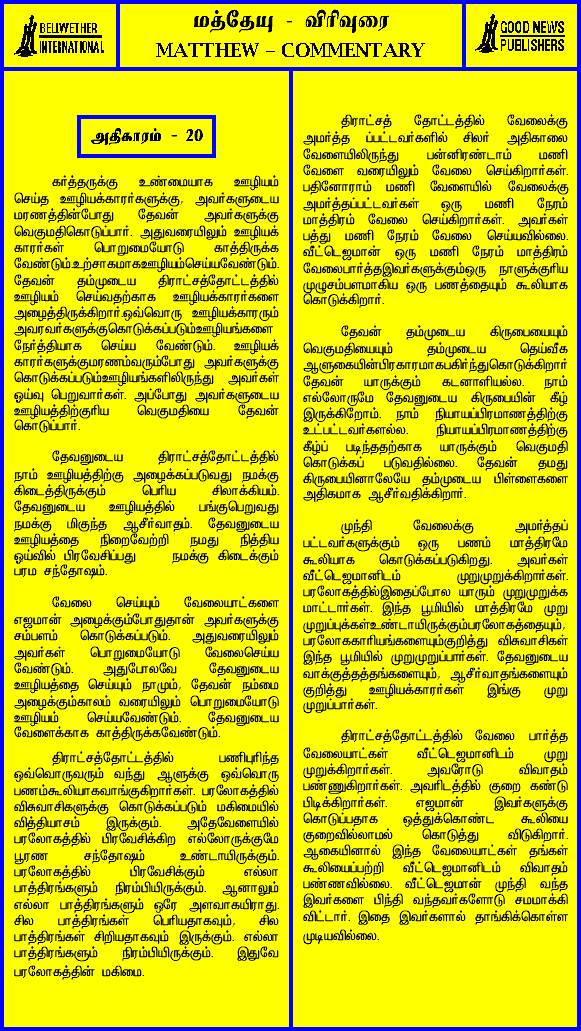 BELWETHER
INTERNATIONAL
மத்தேயு - விரிவுரை
MATTHEW – COMMENTARY
GOOD NEWS
PUBLISHERS
அதிகாரம் - 20
கர்த்தருக்கு உண்மையாக ஊழியம்
செய்த ஊழியக்காரர்களுக்கு, அவர்களுடைய
மரணத்தின்போது தேவன் அவர்களுக்கு
வெகுமதிகொடுப்பார். அதுவரையிலும் ஊழியக்
காரர்கள் பொறுமையோடு காத்திருக்க
வேண்டும்.உற்சாகமாகஊழியம்செய்யவேண்டும்.
தேவன் தம்முடைய திராட்சத்தோட்டத்தில்
ஊழியம் செய்வதற்காக ஊழியக்காரர்களை
அழைத்திருக்கிறார்.ஒவ்வொரு ஊழியக்காரரும்
அவரவர்களுக்குகொடுக்கப்படும்ஊழியங்களை
நேர்த்தியாக செய்ய வேண்டும். ஊழியக்
காரர்களுக்குமரணம்வரும்போது அவர்களுக்கு
கொடுக்கப்படும்ஊழியங்களிலிருந்து அவர்கள்
ஓய்வு பெறுவார்கள். அப்போது அவர்களுடைய
ஊழியத்திற்குரிய வெகுமதியை தேவன்
கொடுப்பார்.
தேவனுடைய திராட்சத்தோட்டத்தில்
நாம் ஊழியத்திற்கு அழைக்கப்படுவது நமக்கு
கிடைத்திருக்கும் பெரிய சிலாக்கியம்.
தேவனுடைய ஊழியத்தில் பங்குபெறுவது
நமக்கு மிகுந்த ஆசீர்வாதம். தேவனுடைய
ஊழியத்தை நிறைவேற்றி நமது நித்திய
ஓய்வில் பிரவேசிப்பது நமக்கு கிடைக்கும்
பரம சந்தோஷம்.
வேலை செய்யும் வேலையாட்களை
எஜமான் அழைக்கும்போதுதான் அவர்களுக்கு
சம்பளம் கொடுக்கப்படும். அதுவரையிலும்
அவர்கள் பொறுமையோடு வேலைசெய்ய
வேண்டும். அதுபோலவே தேவனுடைய
ஊழியத்தை செய்யும் நாமும், தேவன் நம்மை
அழைக்கும்காலம் வரையிலும் பொறுமையோடு
ஊழியம் செய்யவேண்டும். தேவனுடைய
வேளைக்காக காத்திருக்கவேண்டும்.
திராட்சத்தோட்டத்தில் பணிபுரிந்த
ஒவ்வொருவரும் வந்து ஆளுக்கு ஒவ்வொரு
பணம்கூலியாகவாங்குகிறார்கள். பரலோகத்தில்
விசுவாசிகளுக்கு கொடுக்கப்படும் மகிமையில்
வித்தியாசம் இருக்கும். அதேவேளையில்
பரலோகத்தில் பிரவேசிக்கிற எல்லோருக்குமே
பூரண சந்தோஷம் உண்டாயிருக்கும்.
பரலோகத்தில் பிரவேசிக்கும் எல்லா
பாத்திரங்களும் நிரம்பியிருக்கும். ஆனாலும்
எல்லா பாத்திரங்களும் ஒரே அளவாகயிராது.
சில பாத்திரங்கள் பெரியதாகவும், சில
பாத்திரங்கள் சிறியதாகவும் இருக்கும். எல்லா
பாத்திரங்களும் நிரம்பியிருக்கும். இதுவே
பரலோகத்தின் மகிமை.
திராட்சத் தோட்டத்தில் வேலைக்கு
அமர்த்த ப்பட்டவர்களில் சிலர் அதிகாலை
வேளையிலிருந்து பன்னிரண்டாம் மணி
வேளை வரையிலும் வேலை செய்கிறார்கள்.
பதினோராம் மணி வேளையில் வேலைக்கு
அமர்த்தப்பட்டவர்கள் ஒரு மணி நேரம்
மாத்திரம் வேலை செய்கிறார்கள். அவர்கள்
பத்து மணி நேரம் வேலை செய்யவில்லை.
வீட்டெஜமான் ஒரு மணி நேரம் மாத்திரம்
வேலைபார்த்தஇவர்களுக்கும்ஒரு நாளுக்குரிய
முழுசம்பளமாகிய ஒரு பணத்தையும் கூலியாக
கொடுக்கிறார்.
தேவன் தம்முடைய கிருபையையும்
வெகுமதியையும் தம்முடைய தெய்வீக
ஆளுகையின்பிரகாரமாகபகிர்ந்துகொடுக்கிறார்
தேவன் யாருக்கும் கடனாளியல்ல. நாம்
எல்லோருமே தேவனுடைய கிருபையின் கீழ்
இருக்கிறோம். நாம் நியாயப்பிரமாணத்திற்கு
உட்பட்டவர்களல்ல. நியாயப்பிரமாணத்திற்கு
கீழ்ப் படிந்ததற்காக யாருக்கும் வெகுமதி
கொடுக்கப் படுவதில்லை. தேவன் தமது
கிருபையினாலேயே தம்முடைய பிள்ளைகளை
அதிகமாக ஆசீர்வதிக்கிறார்.
முந்தி வேலைக்கு அமர்த்தப்
பட்டவர்களுக்கும் ஒரு பணம் மாத்திரமே
கூலியாக கொடுக்கப்படுகிறது. அவர்கள்
வீட்டெஜமானிடம் முறுமுறுக்கிறார்கள்.
பரலோகத்தில்இதைப்போல யாரும் முறுமுறுக்க
மாட்டார்கள். இந்த பூமியில் மாத்திரமே முறு
முறுப்புக்கள்உண்டாயிருக்கும்பரலோகத்தையும்,
பரலோககாரியங்களையும்குறித்து விசுவாசிகள்
இந்த பூமியில் முறுமுறுப்பார்கள். தேவனுடைய
வாக்குத்தத்தங்களையும், ஆசீர்வாதங்களையும்
குறித்து ஊழியக்காரர்கள் இங்கு முறு
முறுப்பார்கள்.
திராட்சத்தோட்டத்தில் வேலை பார்த்த
வேலையாட்கள் வீட்டெஜமானிடம் முறு
முறுக்கிறார்கள். அவரோடு விவாதம்
பண்ணுகிறார்கள். அவரிடத்தில் குறை கண்டு
பிடிக்கிறார்கள். எஜமான் இவர்களுக்கு
கொடுப்பதாக ஒத்துக்கொண்ட கூலியை
குறைவில்லாமல் கொடுத்து விடுகிறார்.
ஆகையினால் இந்த வேலையாட்கள் தங்கள்
கூலியைப்பற்றி வீட்டெஜமானிடம் விவாதம்
பண்ணவில்லை. வீட்டெஜமான் முந்தி வந்த
இவர்களை பிந்தி வந்தவர்களோடு சமமாக்கி
விட்டார். இதை இவர்களால் தாங்கிக்கொள்ள
முடியவில்லை.